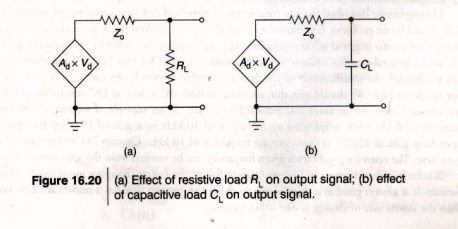 Z₀
A_d × V_d
R_L
(a)
Z₀
A_d × V_d
C_L
(b)
Figure 16.20 (a) Effect of resistive load R_L on output signal; (b) effect
of capacitive load C_L on output signal.